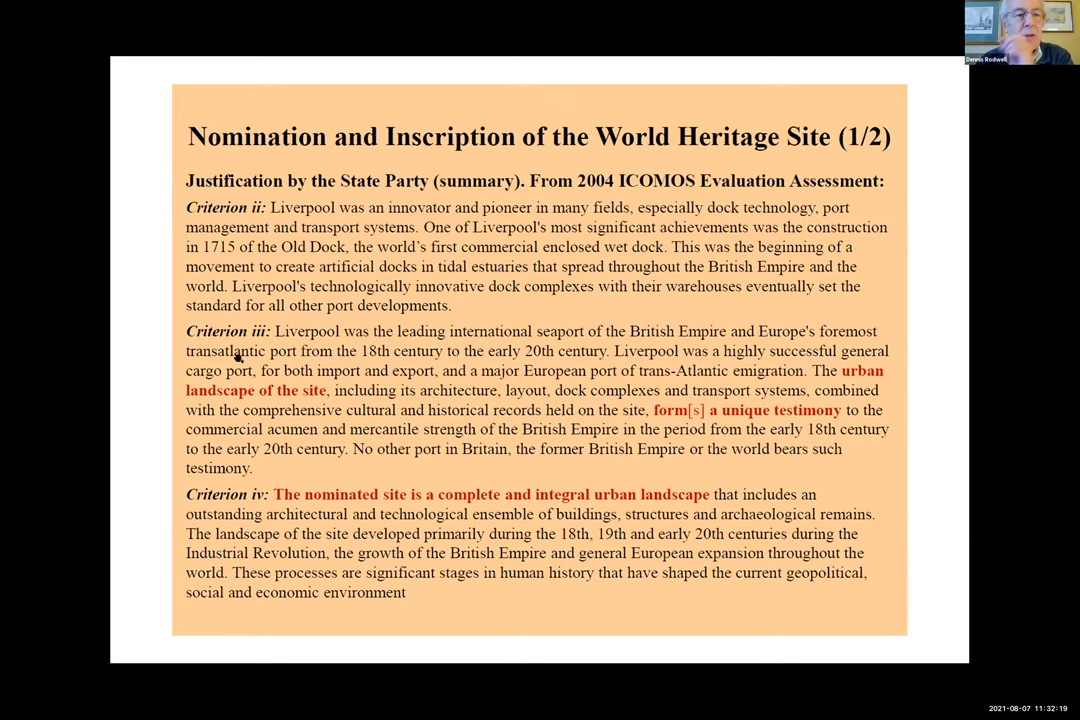 Dennis Rodwell
Nomination and Inscription of the World Heritage Site (1/2)
Justification by the State Party (summary). From 2004 ICOMOS Evaluation Assessment:
Criterion ii: Liverpool was an innovator and pioneer in many fields, especially dock technology, port
management and transport systems. One of Liverpool's most significant achievements was the construction
in 1715 of the Old Dock, the world's first commercial enclosed wet dock. This was the beginning of a
movement to create artificial docks in tidal estuaries that spread throughout the British Empire and the
world. Liverpool's technologically innovative dock complexes with their warehouses eventually set the
standard for all other port developments.
Criterion iii: Liverpool was the leading international seaport of the British Empire and Europe's foremost
transatlantic port from the 18th century to the early 20th century. Liverpool was a highly successful general
cargo port, for both import and export, and a major European port of trans-Atlantic emigration. The urban
landscape of the site, including its architecture, layout, dock complexes and transport systems, combined
with the comprehensive cultural and historical records held on the site, form[s] a unique testimony to the
commercial acumen and mercantile strength of the British Empire in the period from the early 18th century
to the early 20th century. No other port in Britain, the former British Empire or the world bears such
testimony.
Criterion iv: The nominated site is a complete and integral urban landscape that includes an
outstanding architectural and technological ensemble of buildings, structures and archaeological remains.
The landscape of the site developed primarily during the 18th, 19th and early 20th centuries during the
Industrial Revolution, the growth of the British Empire and general European expansion throughout the
world. These processes are significant stages in human history that have shaped the current geopolitical,
social and economic environment
2021-08-07 11:32:19